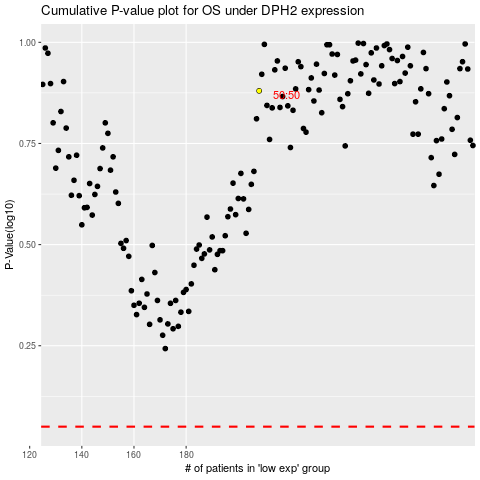 Cumulative P-value plot for OS under DPH2 expression
P-Value(log10)
1.00
0.75
0.50
0.25
50:50
120 140 160 180
# of patients in 'low exp' group